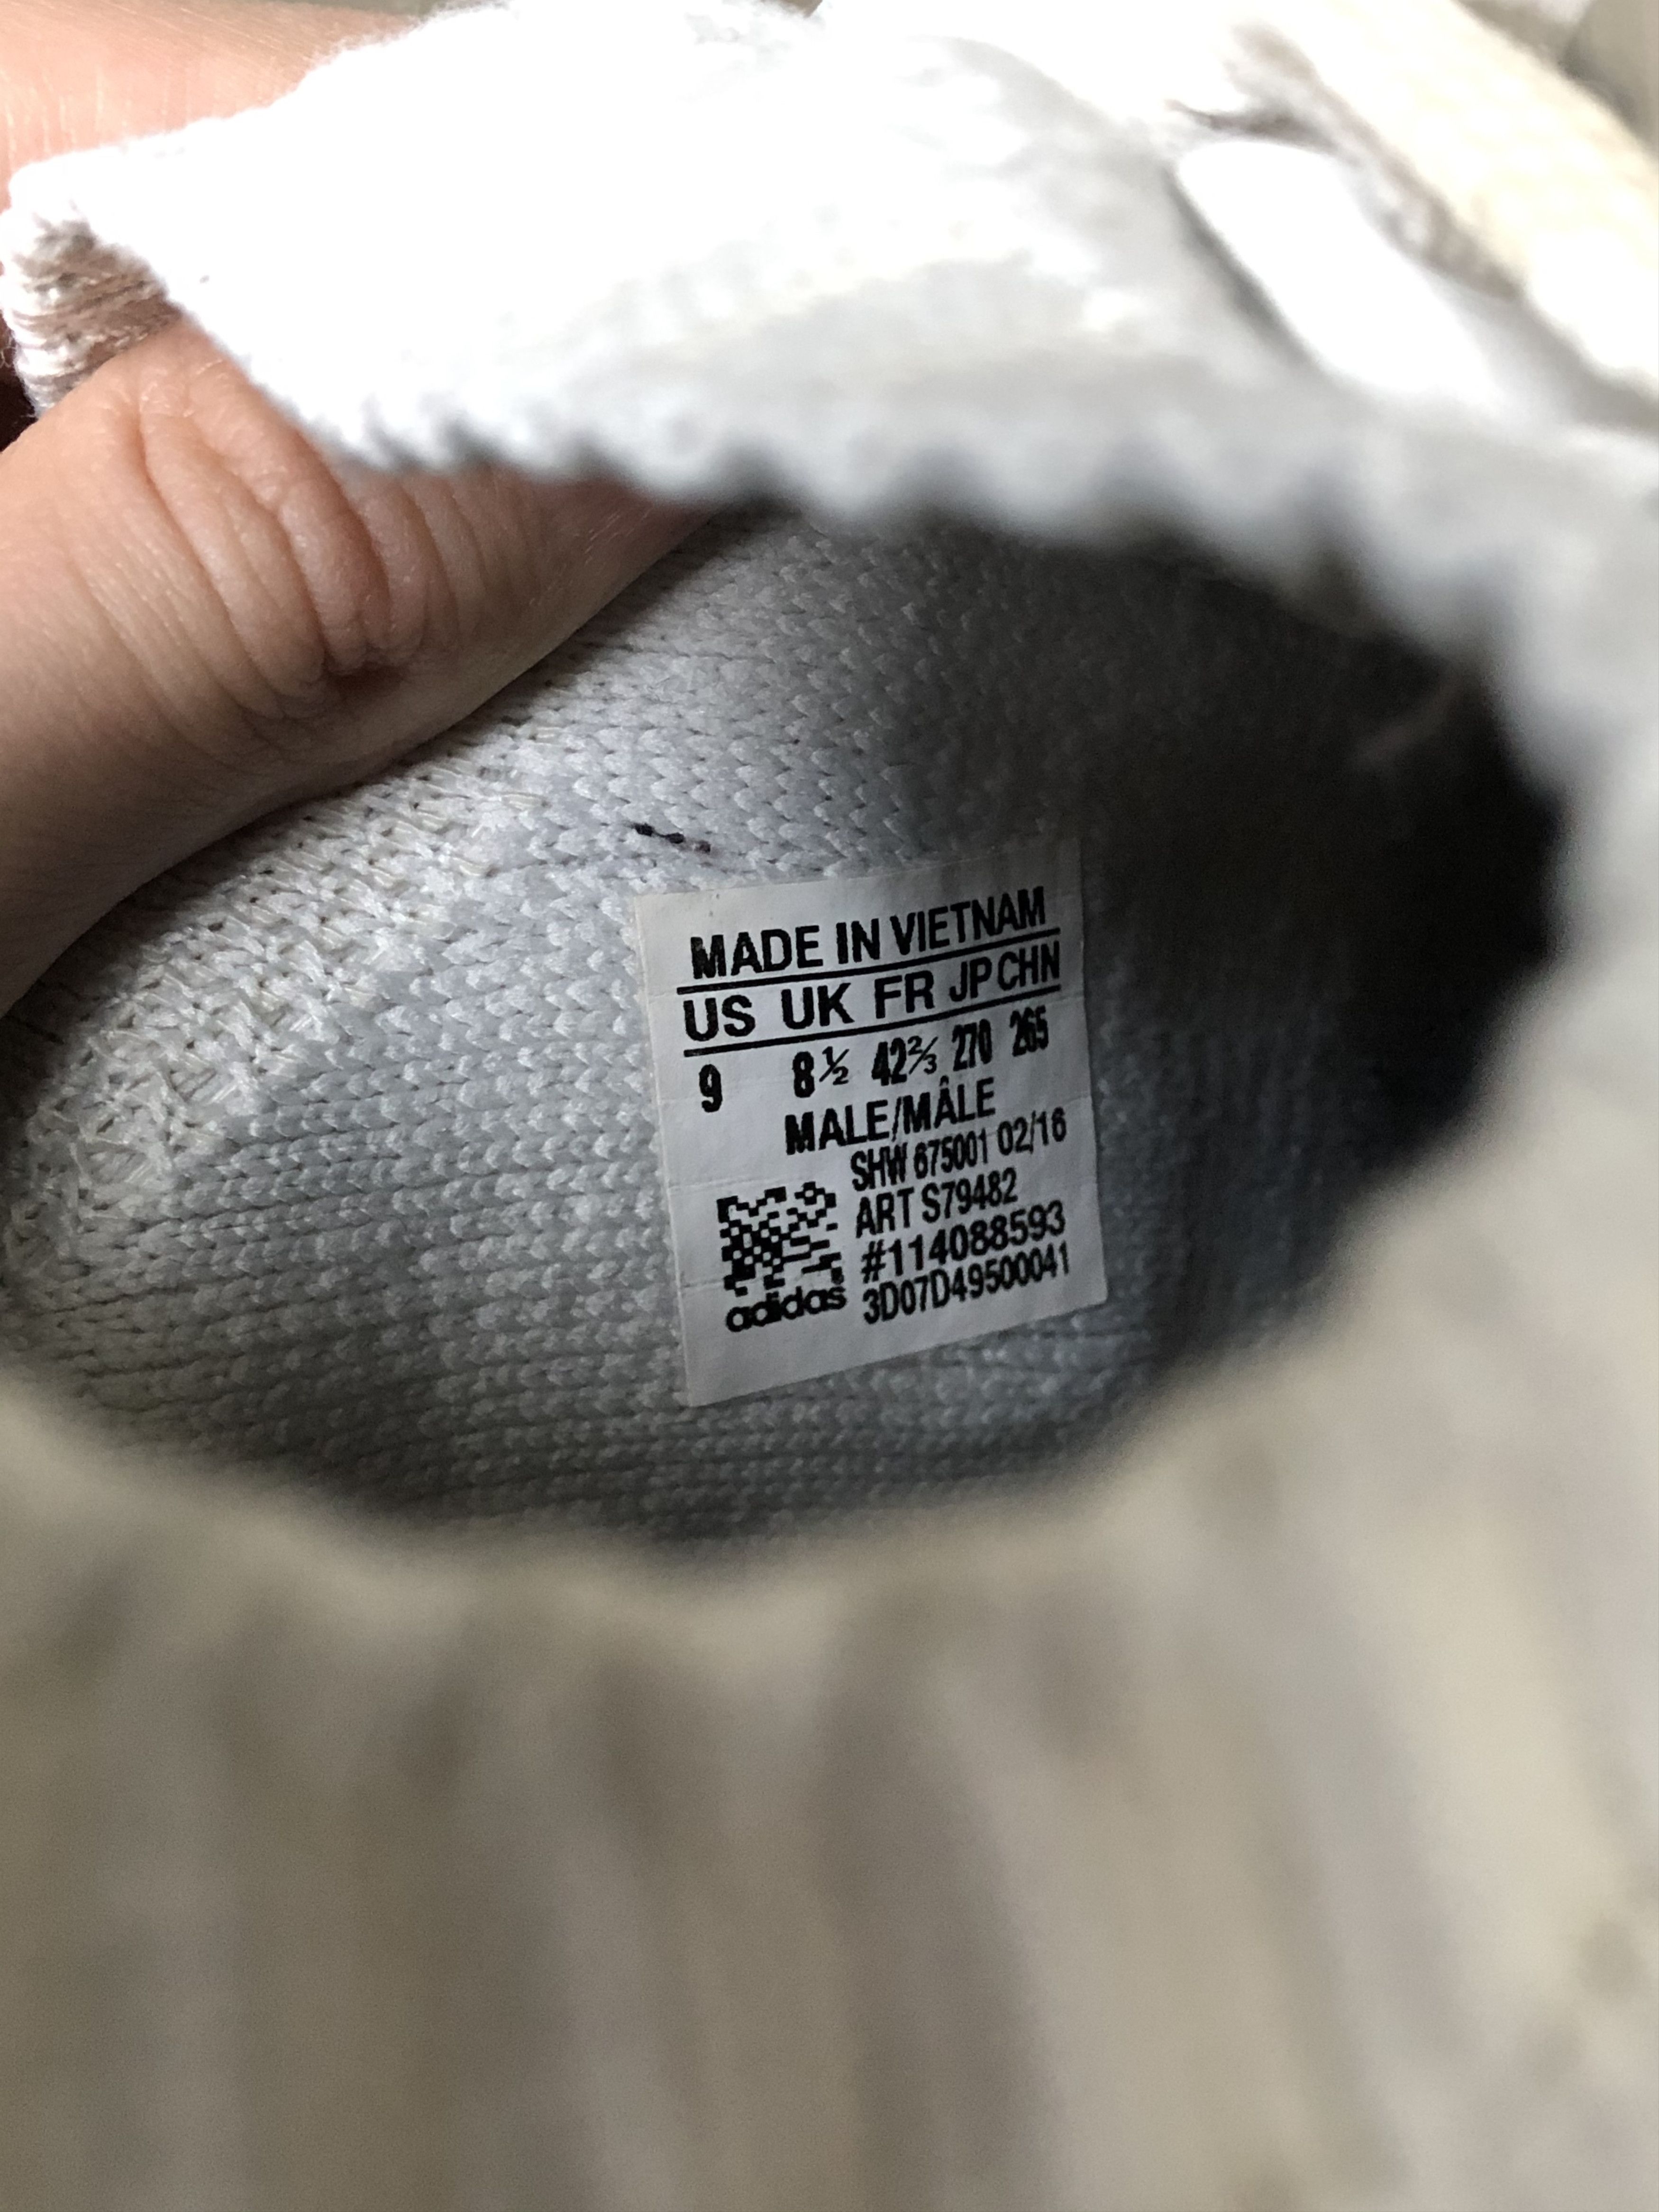 MADE IN VIETNAM
US UK FR JP CHN
9 8½ 42⅔ 270 265
MALE/MÂLE
SHW 675001 02/16
ART S79482
#114088593
adidas 3D07D49500041